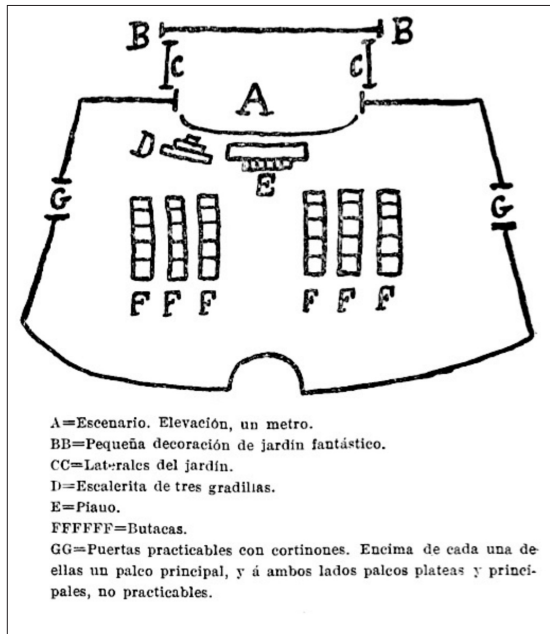 B B
C C
A
D
E
G G
F F F F F F
A=Escenario. Elevación, un metro.
BB=Pequeña decoración de jardín fantástico.
CC=Laterales del jardín.
D=Escalerita de tres gradillas.
E=Piano.
FFFFFF=Butacas.
GG=Puertas practicables con cortinones. Encima de cada una de
ellas un palco principal, y á ambos lados palcos plateas y princi-
pales, no practicables.